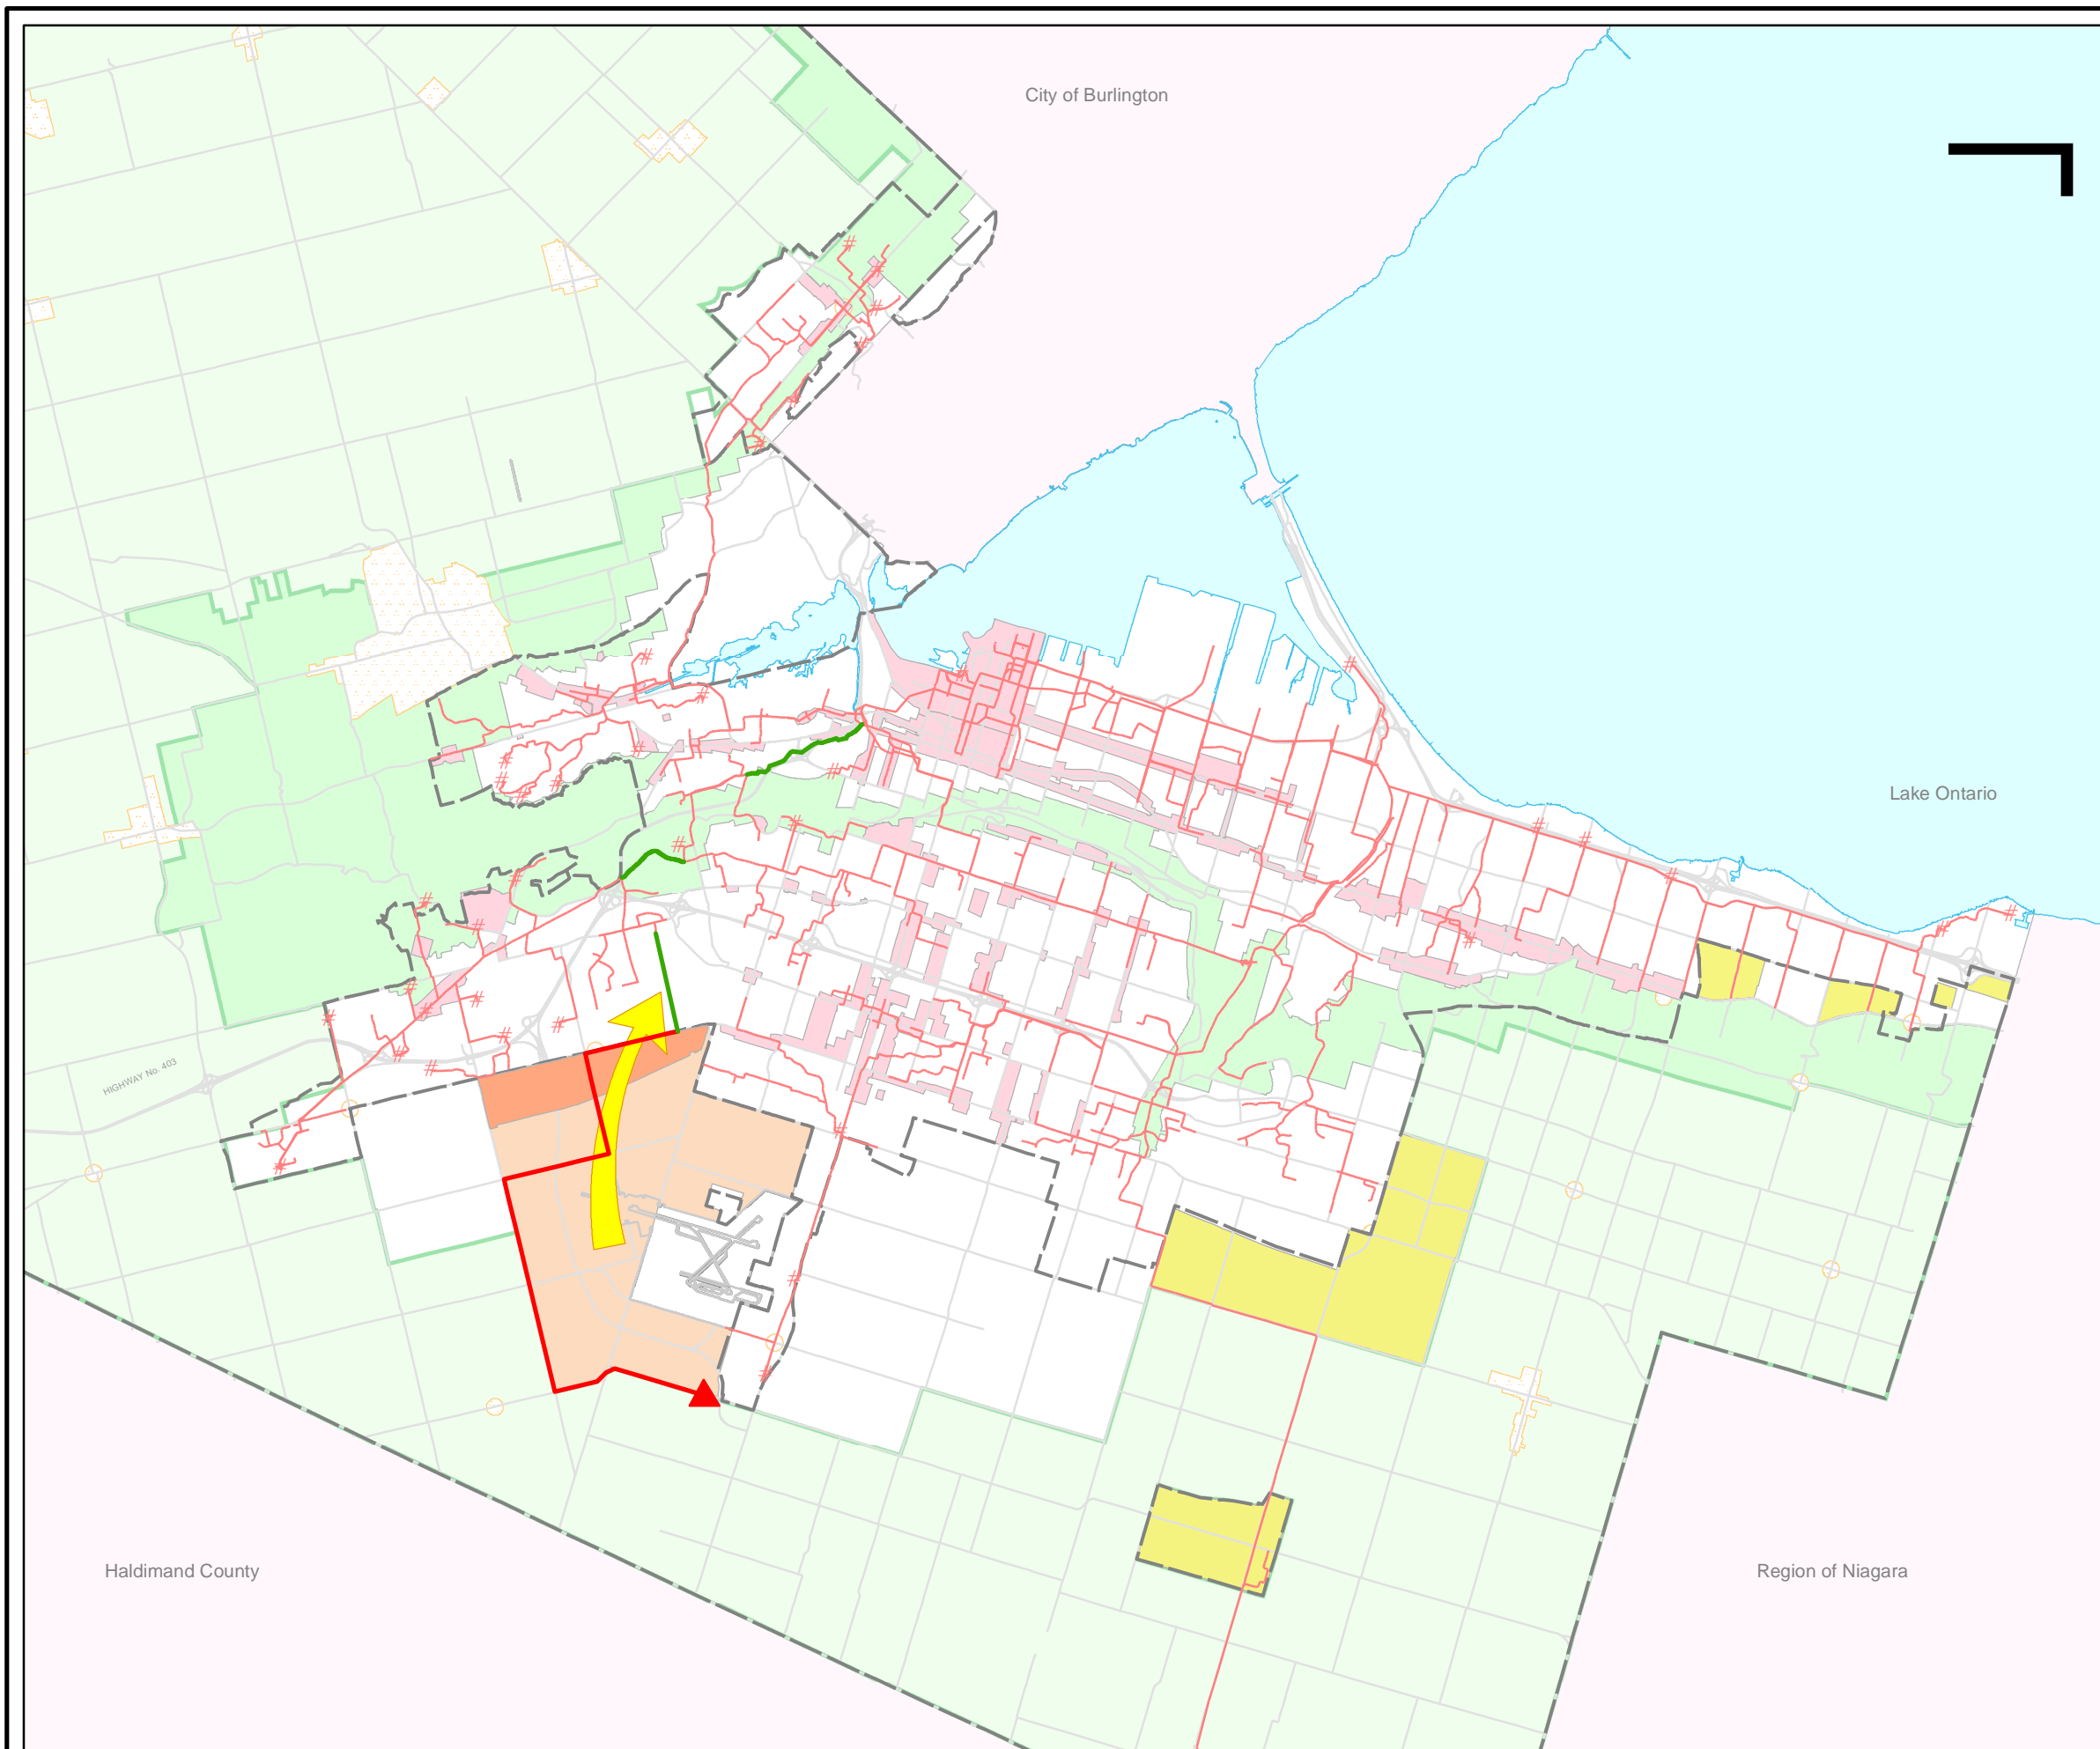 City of Burlington
Lake Ontario
HIGHWAY No. 403
Haldimand County
Region of Niagara